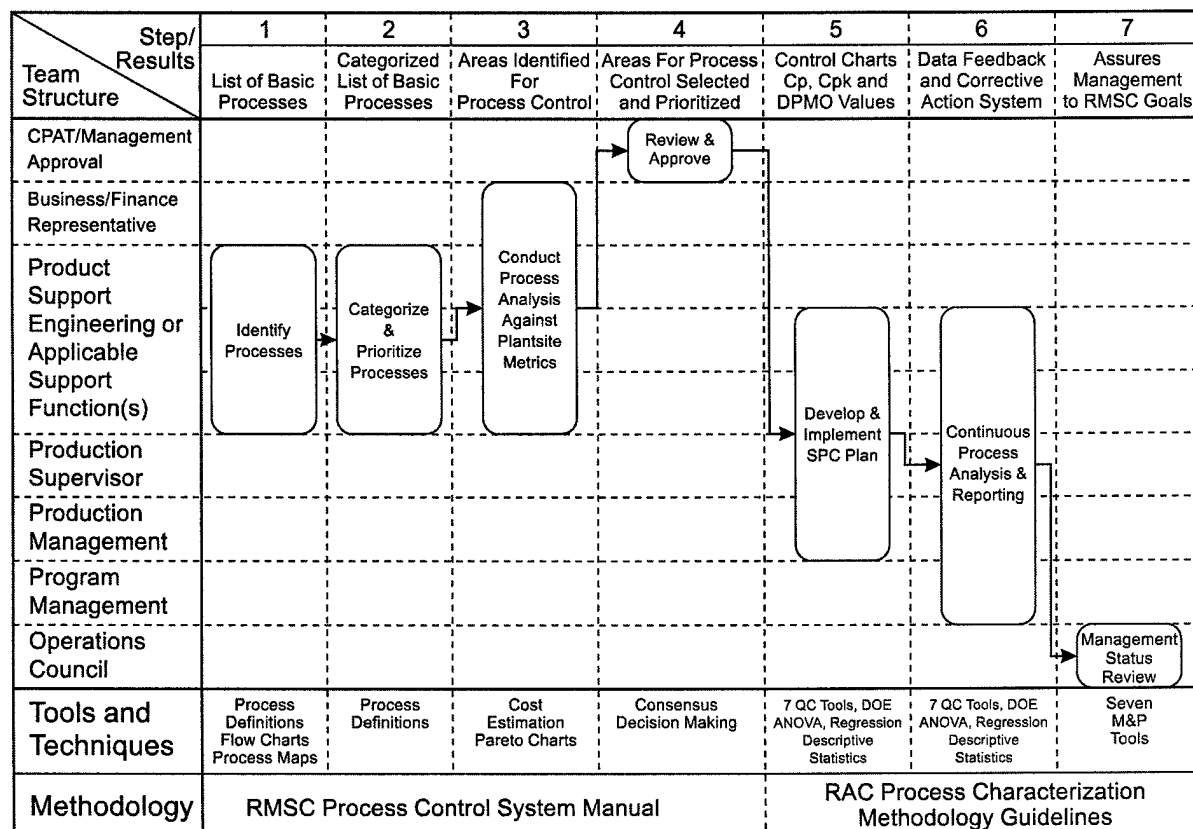 Step/
Results
Team
Structure
1
List of Basic
Processes
2
Categorized
List of Basic
Processes
3
Areas Identified
For
Process Control
4
Areas For Process
Control Selected
and Prioritized
5
Control Charts
Cp, Cpk and
DPMO Values
6
Data Feedback
and Corrective
Action System
7
Assures
Management
to RMSC Goals
CPAT/Management
Approval
Review &
Approve
Business/Finance
Representative
Product
Support
Engineering or
Applicable
Support
Function(s)
Identify
Processes
Categorize
&
Prioritize
Processes
Conduct
Process
Analysis
Against
Plantsite
Metrics
Production
Supervisor
Develop &
Implement
SPC Plan
Continuous
Process
Analysis &
Reporting
Production
Management
Program
Management
Operations
Council
Management
Status
Review
Tools and
Techniques
Process
Definitions
Flow Charts
Process Maps
Process
Definitions
Cost
Estimation
Pareto Charts
Consensus
Decision Making
7 QC Tools, DOE
ANOVA, Regression
Descriptive
Statistics
7 QC Tools, DOE
ANOVA, Regression
Descriptive
Statistics
Seven
M&P
Tools
Methodology
RMSC Process Control System Manual
RAC Process Characterization
Methodology Guidelines